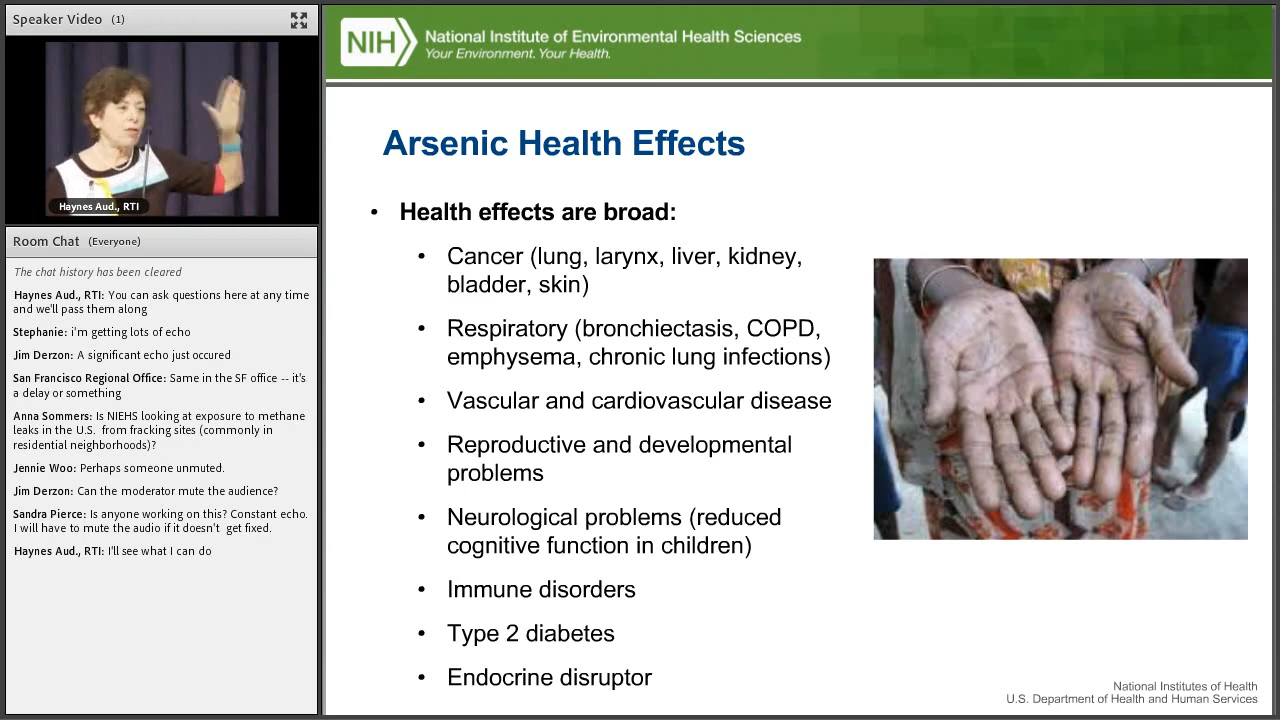 Speaker Video (1)
Haynes Aud., RTI
Room Chat (Everyone)
The chat history has been cleared
Haynes Aud., RTI: You can ask questions here at any time
and we'll pass them along
Stephanie: i'm getting lots of echo
Jim Derzon: A significant echo just occured
San Francisco Regional Office: Same in the SF office -- it's
a delay or something
Anna Sommers: Is NIEHS looking at exposure to methane
leaks in the U.S. from fracking sites (commonly in
residential neighborhoods)?
Jennie Woo: Perhaps someone unmuted.
Jim Derzon: Can the moderator mute the audience?
Sandra Pierce: Is anyone working on this? Constant echo.
I will have to mute the audio if it doesn't get fixed.
Haynes Aud., RTI: I'll see what I can do
NIH
National Institute of Environmental Health Sciences
Your Environment. Your Health.
Arsenic Health Effects
• Health effects are broad:
• Cancer (lung, larynx, liver, kidney,
bladder, skin)
• Respiratory (bronchiectasis, COPD,
emphysema, chronic lung infections)
• Vascular and cardiovascular disease
• Reproductive and developmental
problems
• Neurological problems (reduced
cognitive function in children)
• Immune disorders
• Type 2 diabetes
• Endocrine disruptor
National Institutes of Health
U.S. Department of Health and Human Services